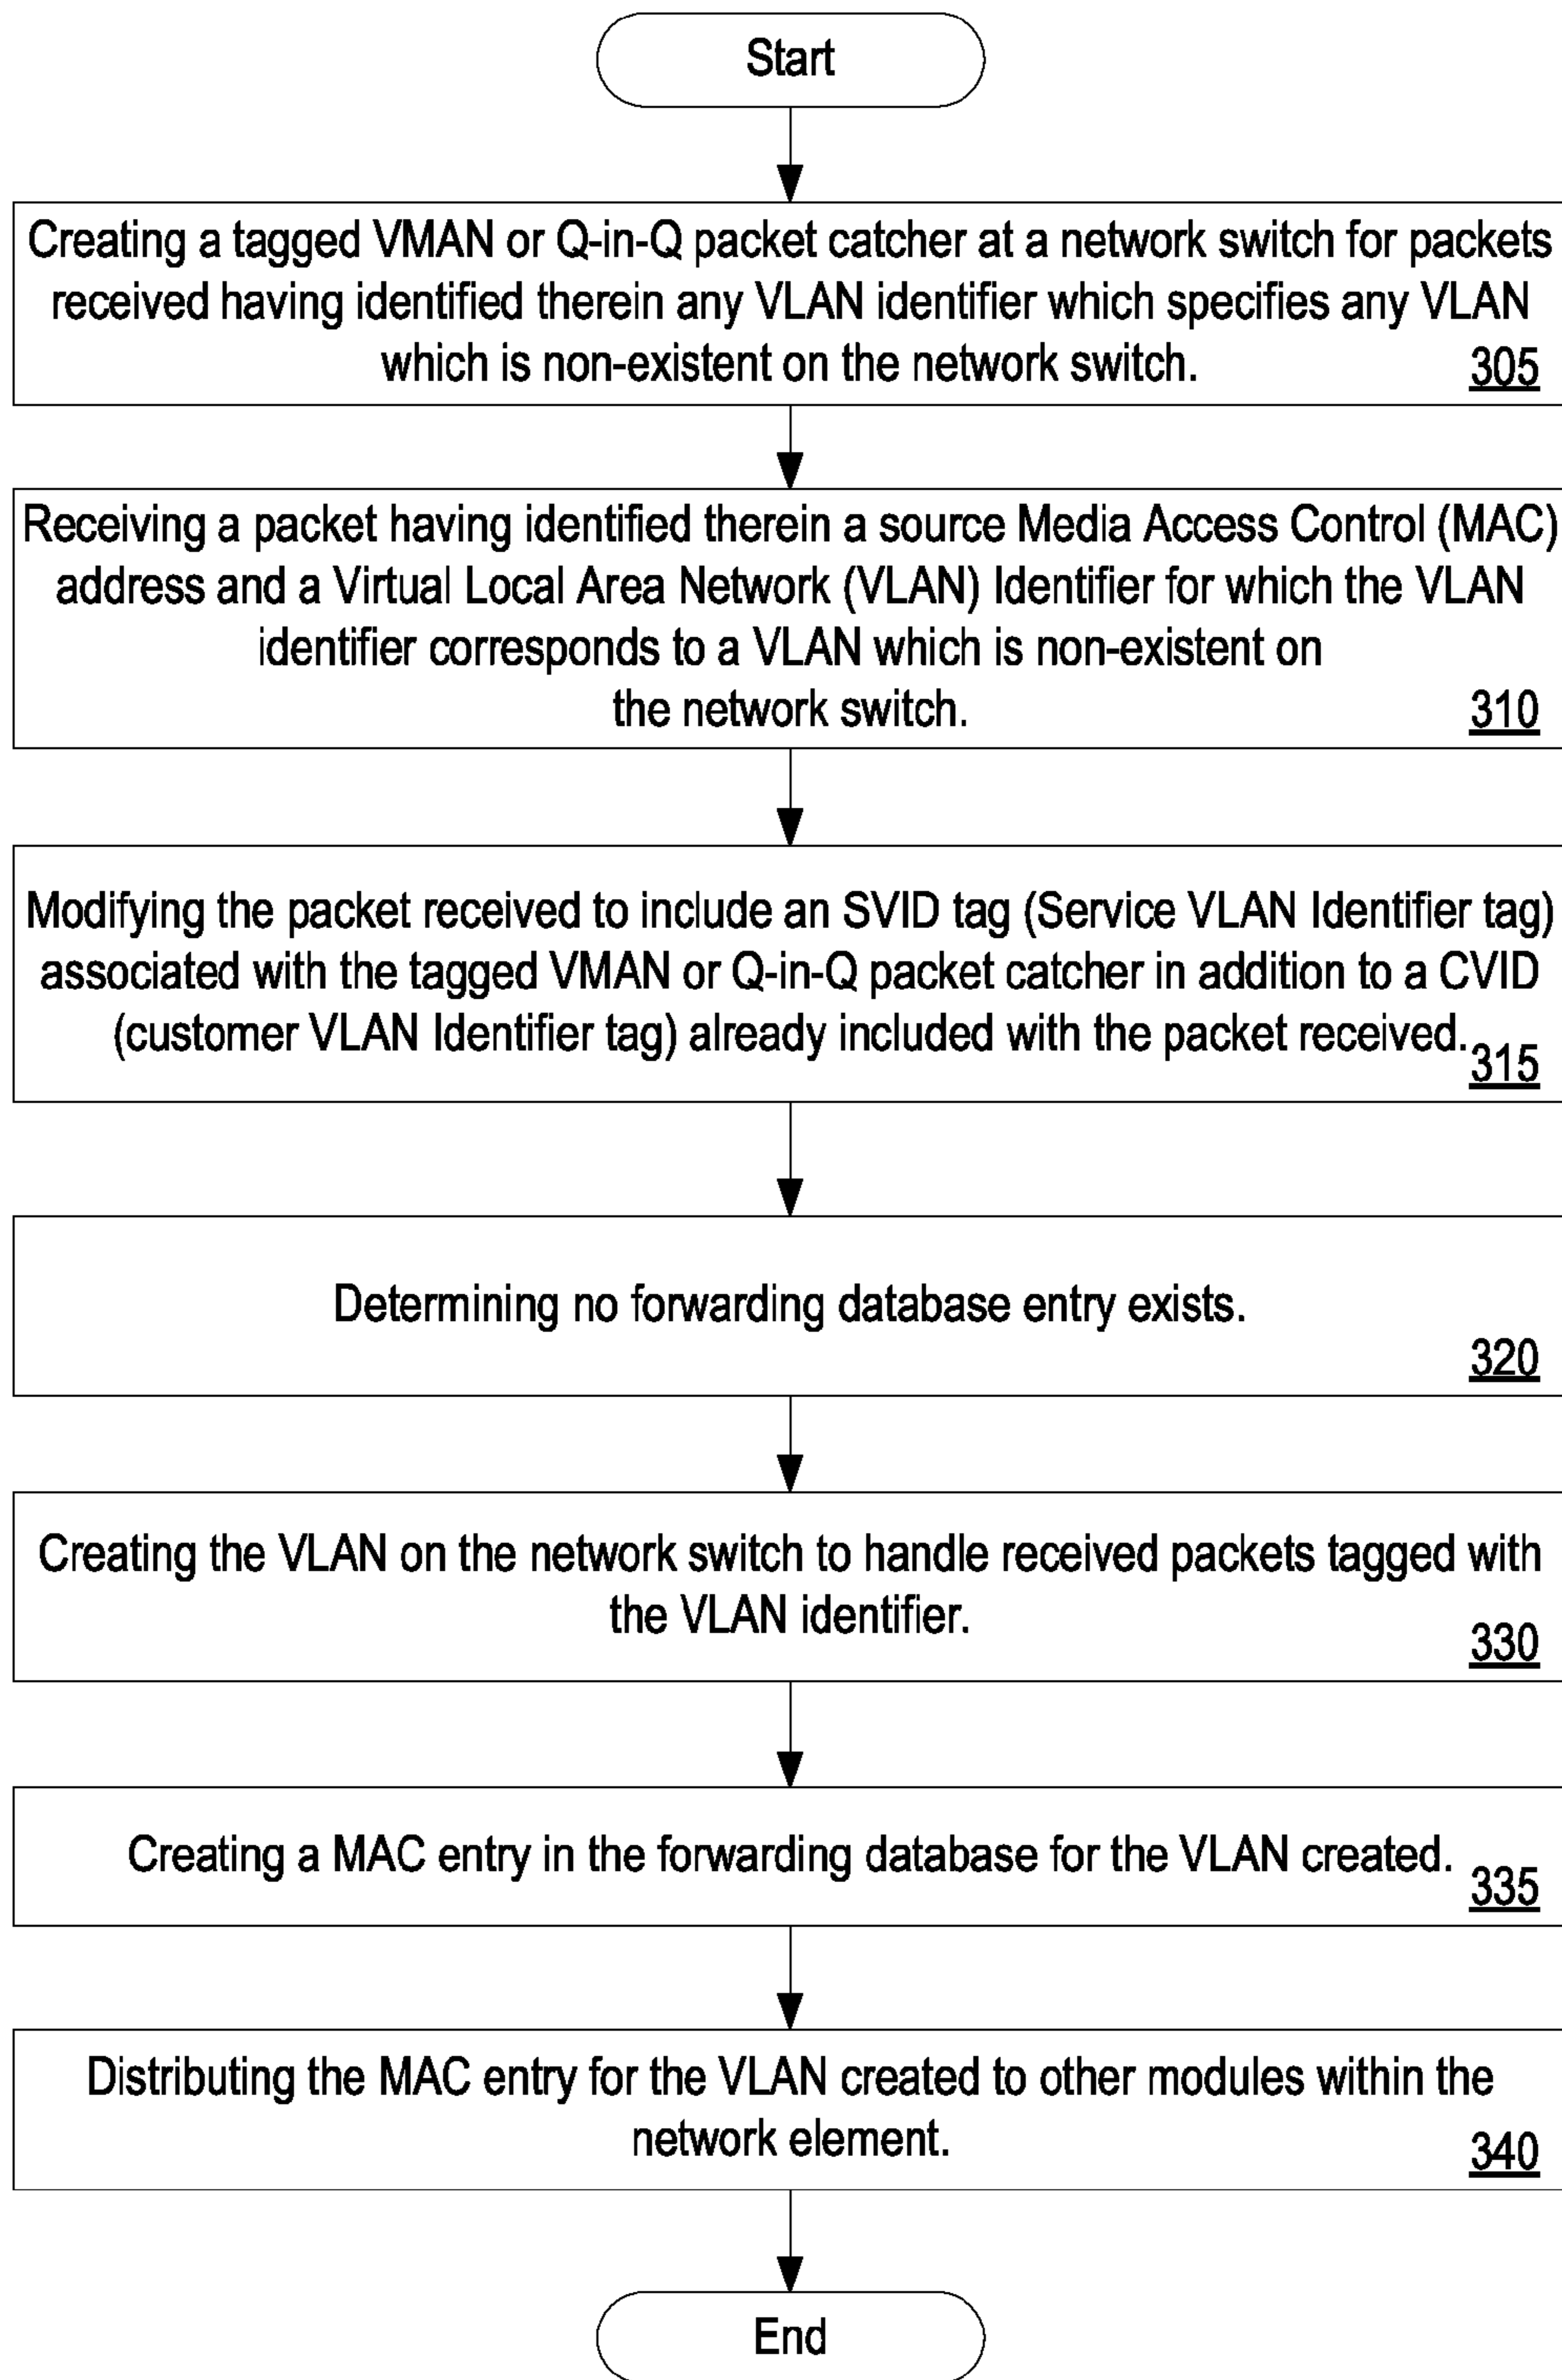 Start
Creating a tagged VMAN or Q-in-Q packet catcher at a network switch for packets
received having identified therein any VLAN identifier which specifies any VLAN
which is non-existent on the network switch.
305
Receiving a packet having identified therein a source Media Access Control (MAC)
address and a Virtual Local Area Network (VLAN) Identifier for which the VLAN
identifier corresponds to a VLAN which is non-existent on
the network switch.
310
Modifying the packet received to include an SVID tag (Service VLAN Identifier tag)
associated with the tagged VMAN or Q-in-Q packet catcher in addition to a CVID
(customer VLAN Identifier tag) already included with the packet received.
315
Determining no forwarding database entry exists.
320
Creating the VLAN on the network switch to handle received packets tagged with
the VLAN identifier.
330
Creating a MAC entry in the forwarding database for the VLAN created.
335
Distributing the MAC entry for the VLAN created to other modules within the
network element.
340
End